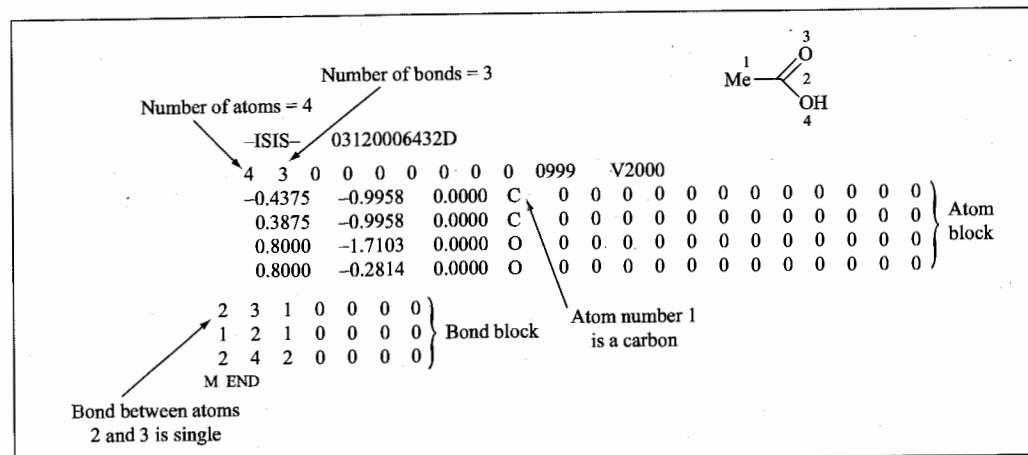 3
O
Number of bonds = 3
1
Me
2
OH
4
Number of atoms = 4
–ISIS– 03120006432D
4 3 0 0 0 0 0 0 0 0999 V2000
–0.4375 –0.9958 0.0000 C 0 0 0 0 0 0 0 0 0 0 0 0
0.3875 –0.9958 0.0000 C 0 0 0 0 0 0 0 0 0 0 0 0
0.8000 –1.7103 0.0000 O 0 0 0 0 0 0 0 0 0 0 0 0
0.8000 –0.2814 0.0000 O 0 0 0 0 0 0 0 0 0 0 0 0
Atom
block
2 3 1 0 0 0 0
1 2 1 0 0 0 0
2 4 2 0 0 0 0
Bond block
M END
Atom number 1
is a carbon
Bond between atoms
2 and 3 is single